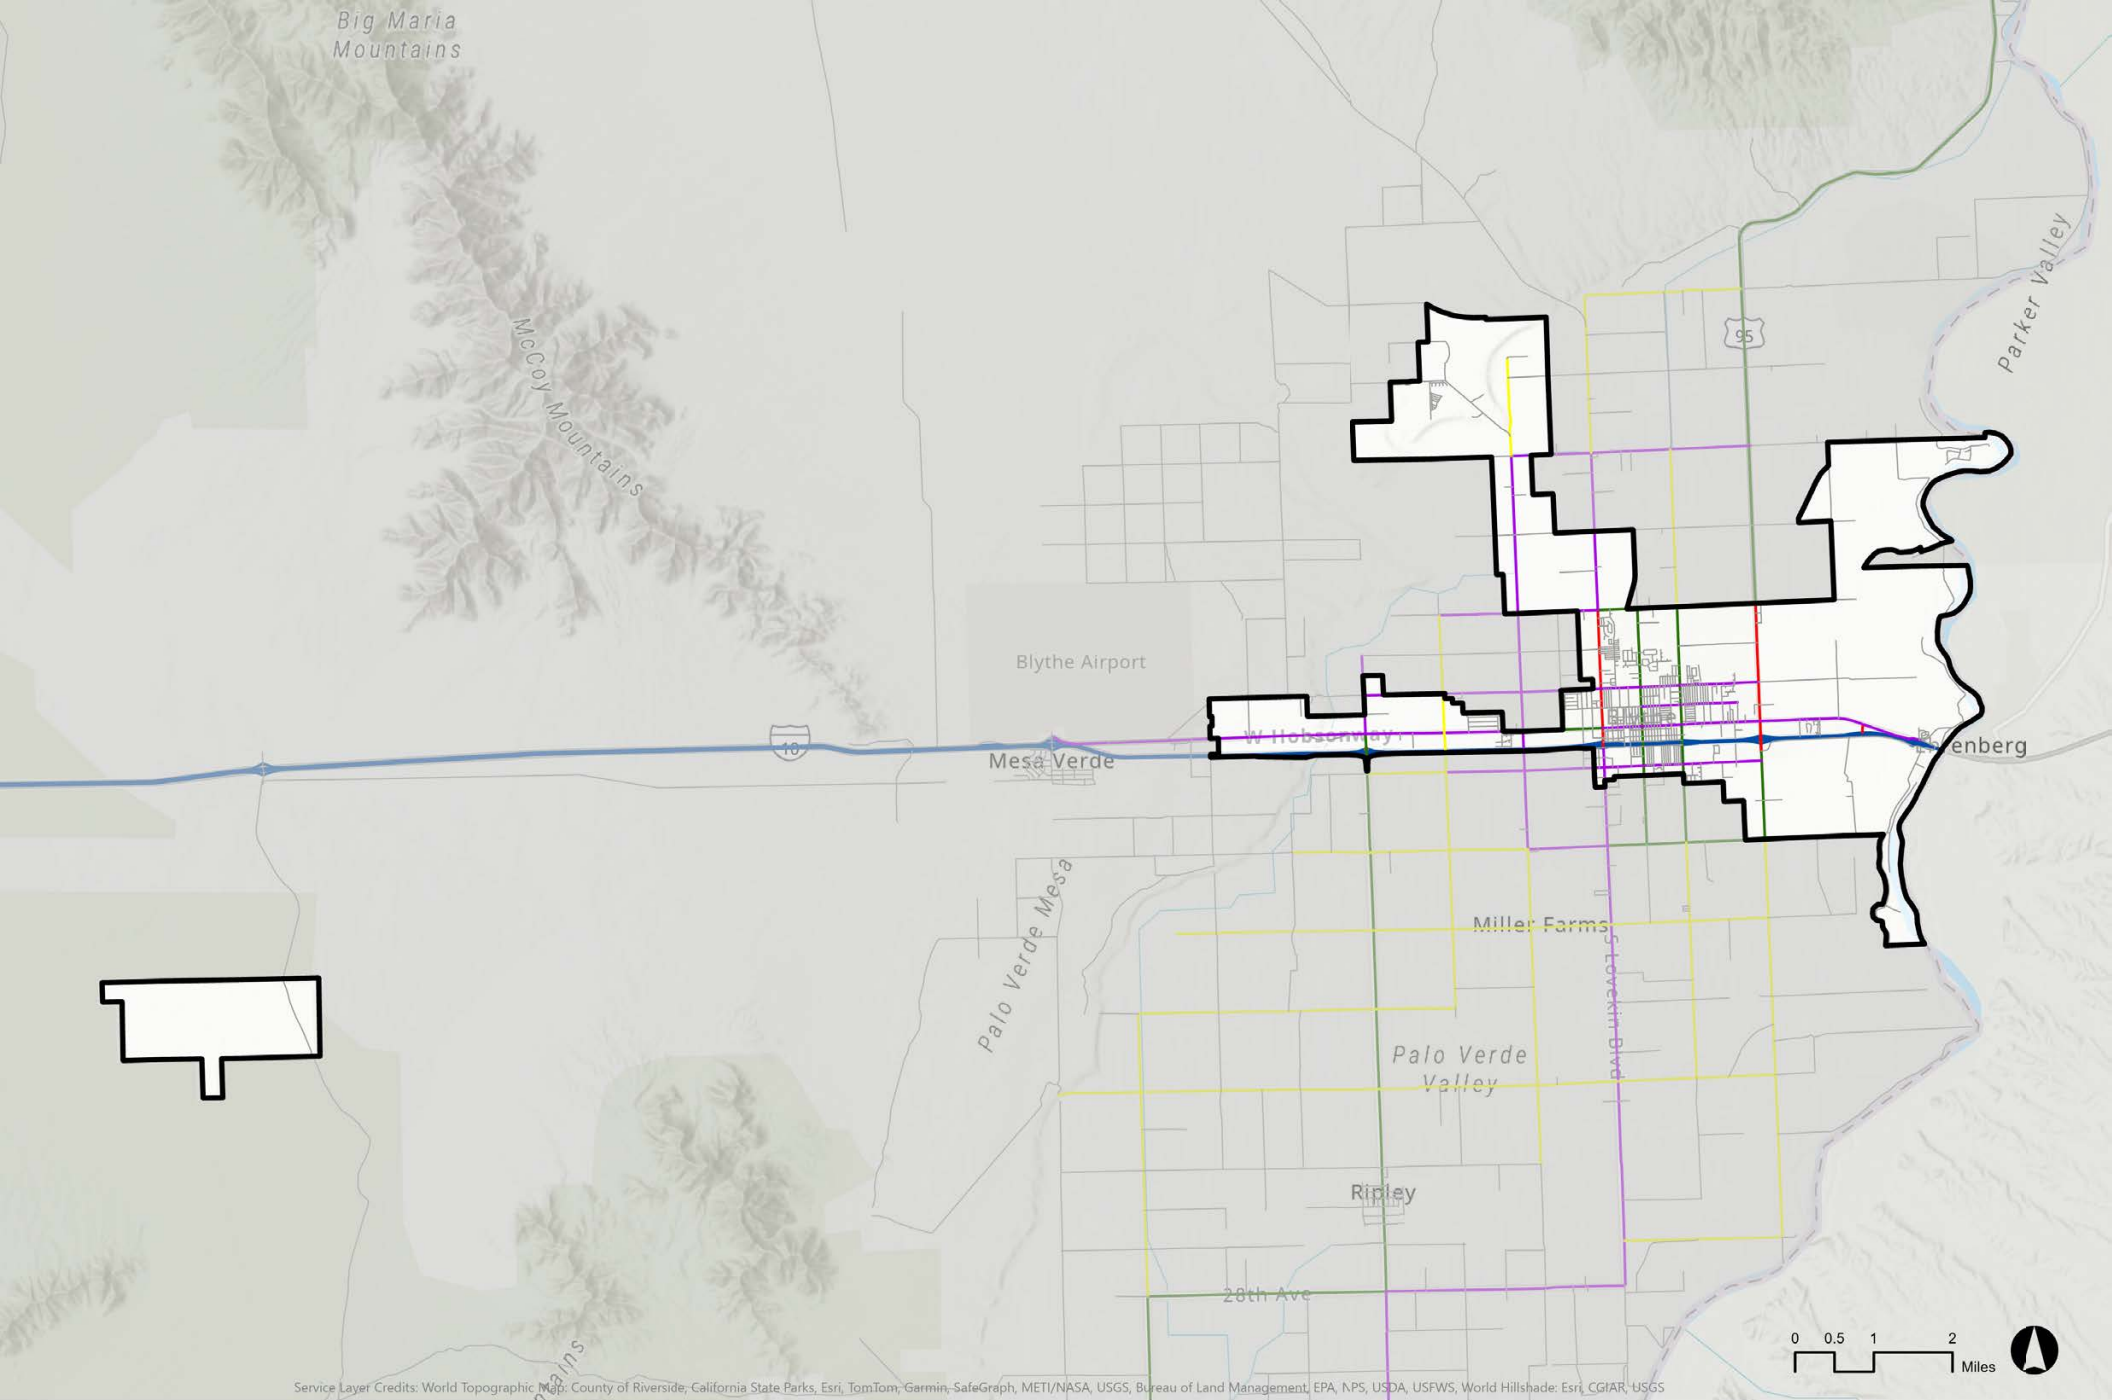 Big Maria
Mountains
McCoy Mountains
Parker Valley
95
Blythe Airport
10
W Hobsonway
Mesa Verde
Palo Verde Mesa
Miller Farms
S Lovekin Blvd
Palo Verde
Valley
Ripley
28th Ave
0 0.5 1 2
Miles
Service Layer Credits: World Topographic Map: County of Riverside, California State Parks, Esri, TomTom, Garmin, SafeGraph, METI/NASA, USGS, Bureau of Land Management, EPA, NPS, USDA, USFWS, World Hillshade: Esri, CGIAR, USGS